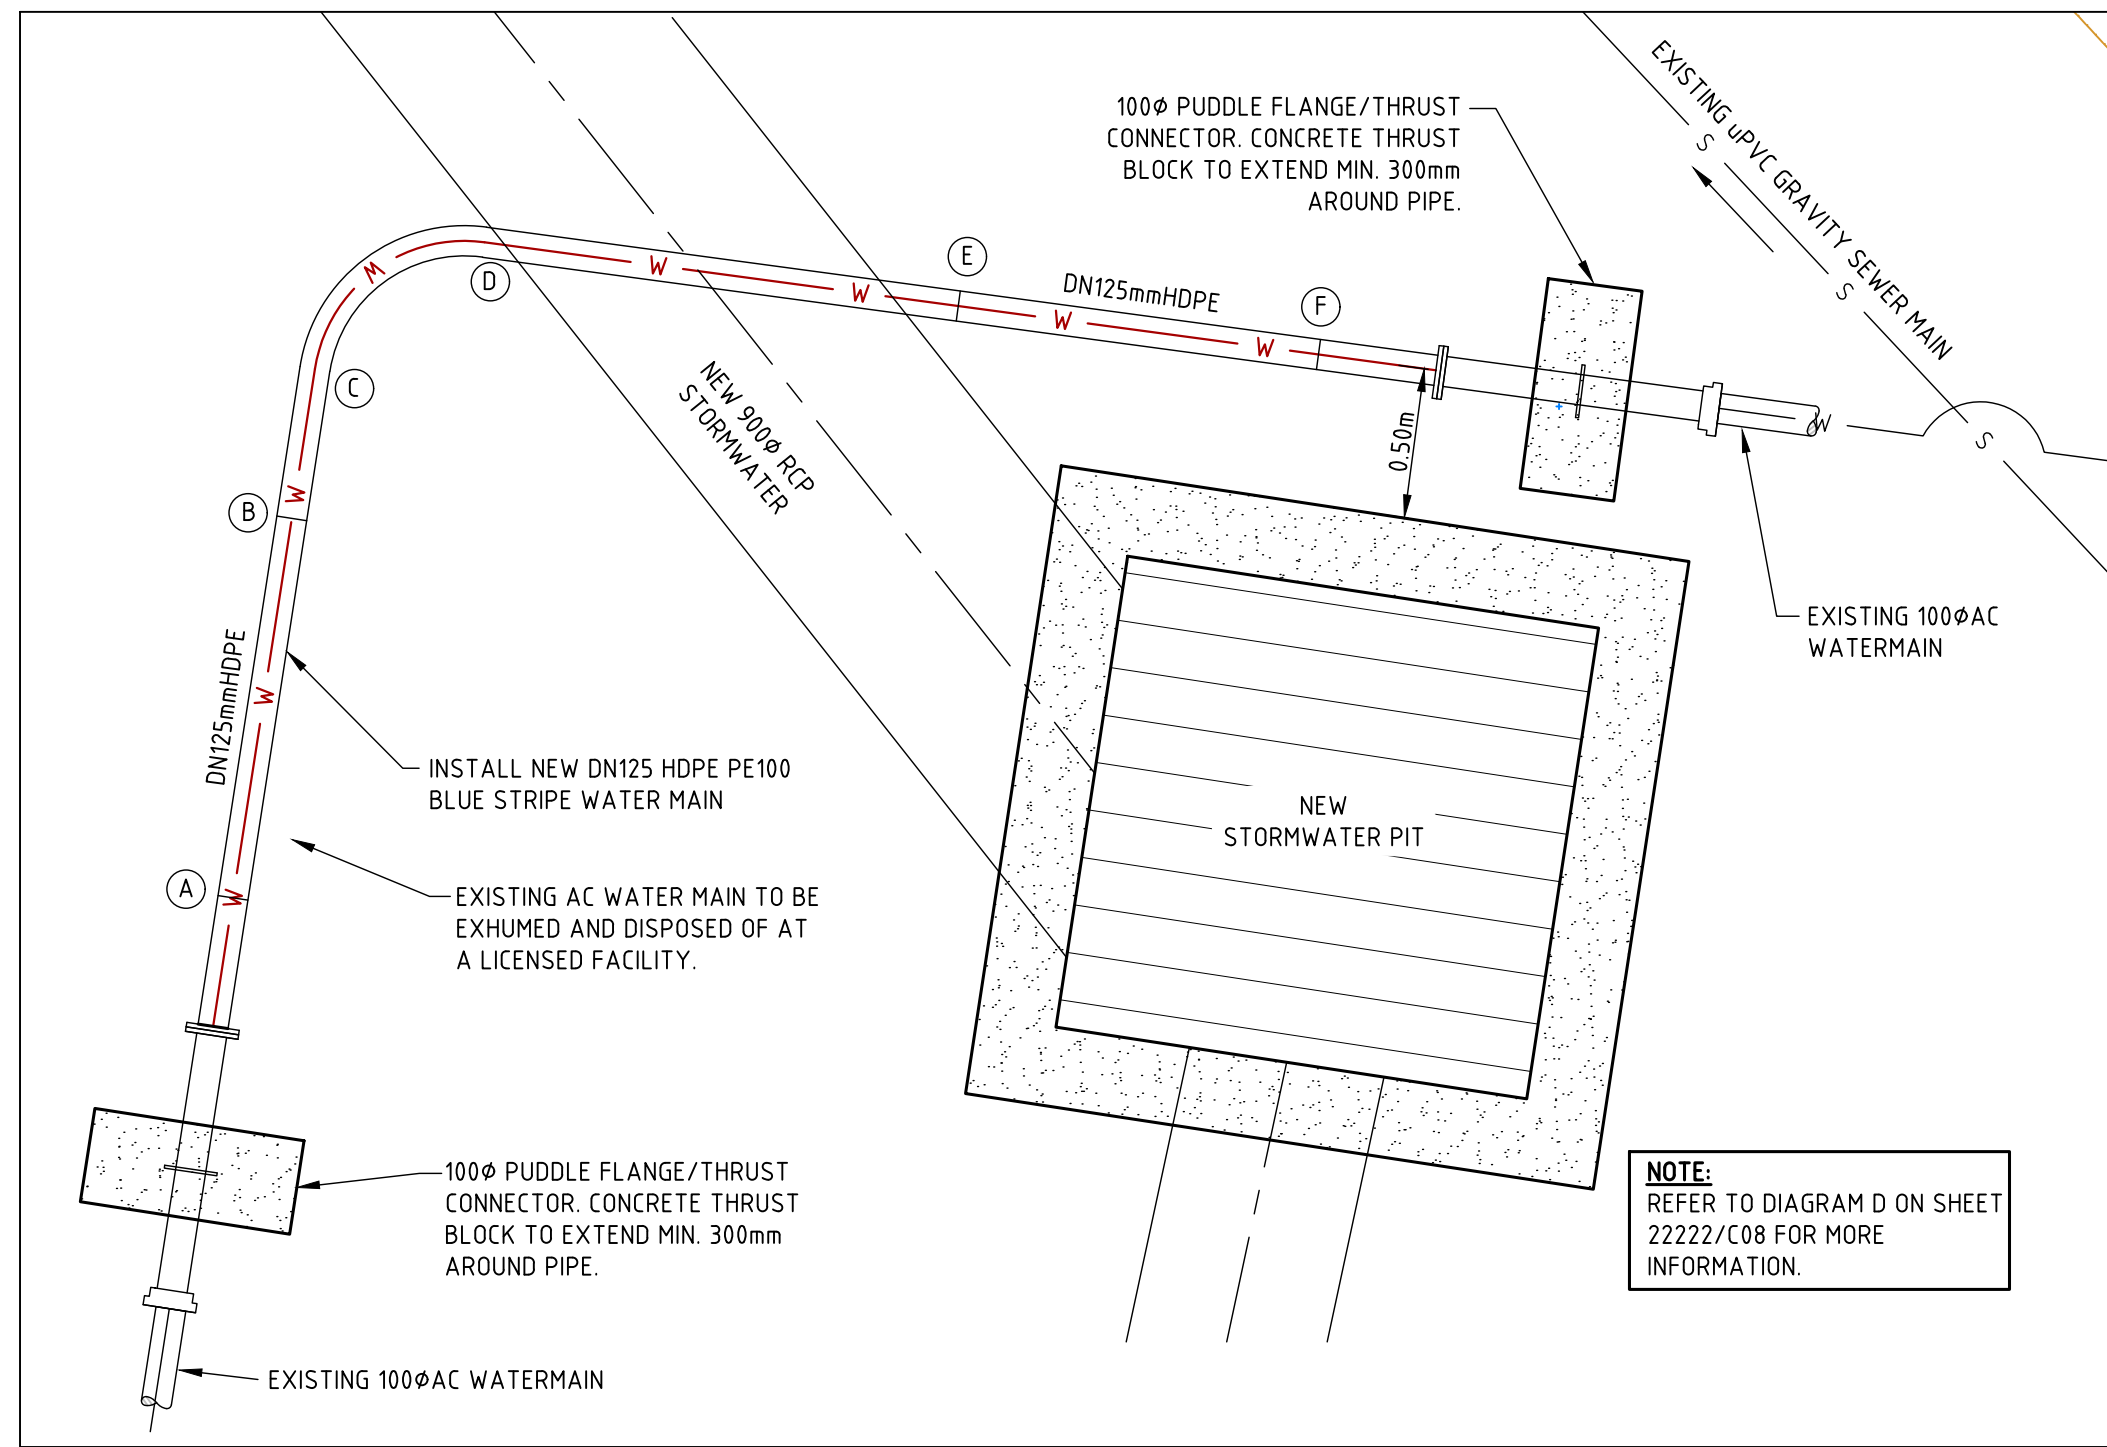 100Ø PUDDLE FLANGE/THRUST
CONNECTOR. CONCRETE THRUST
BLOCK TO EXTEND MIN. 300mm
AROUND PIPE.
EXISTING uPVC GRAVITY SEWER MAIN
S
S
S
E
D
F
C
B
A
W
W
W
W
W
W
W
W
W
DN125mmHDPE
NEW 900Ø RCP
STORMWATER
0.50m
EXISTING 100ØAC
WATERMAIN
DN125mmHDPE
INSTALL NEW DN125 HDPE PE100
BLUE STRIPE WATER MAIN
NEW
STORMWATER PIT
EXISTING AC WATER MAIN TO BE
EXHUMED AND DISPOSED OF AT
A LICENSED FACILITY.
100Ø PUDDLE FLANGE/THRUST
CONNECTOR. CONCRETE THRUST
BLOCK TO EXTEND MIN. 300mm
AROUND PIPE.
NOTE:
REFER TO DIAGRAM D ON SHEET
22222/C08 FOR MORE
INFORMATION.
EXISTING 100ØAC WATERMAIN